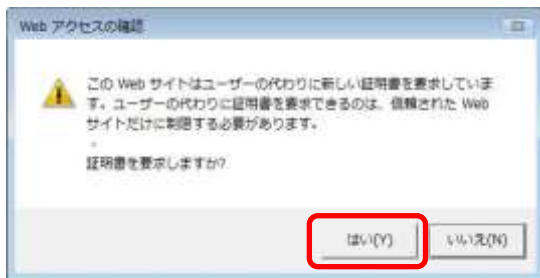 Web アクセスの確認
この Web サイトはユーザーの代わりに新しい証明書を要求していま
す。ユーザーの代わりに証明書を要求できるのは、信頼された Web
サイトだけに制限する必要があります。
証明書を要求しますか?
はい(Y)
いいえ(N)